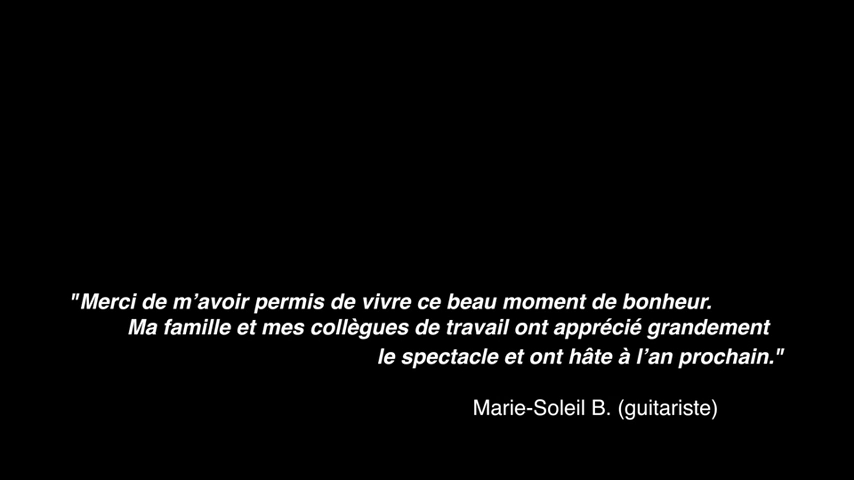 "Merci de m’avoir permis de vivre ce beau moment de bonheur.
Ma famille et mes collègues de travail ont apprécié grandement
le spectacle et ont hâte à l’an prochain."
Marie-Soleil B. (guitariste)